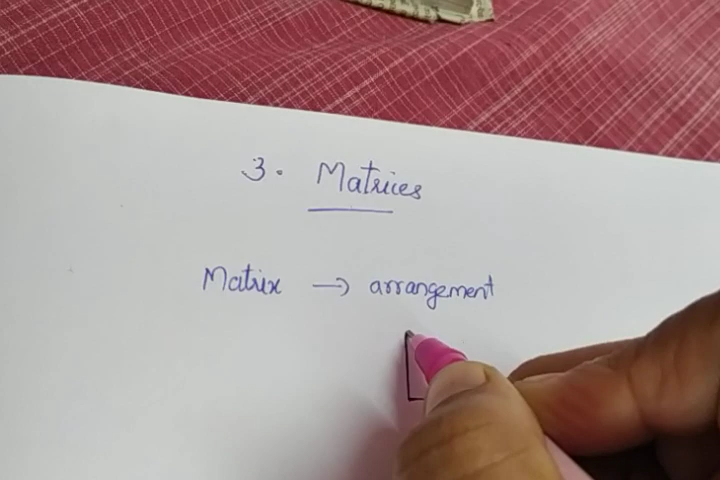 3. Matrices
Matrix → arrangement